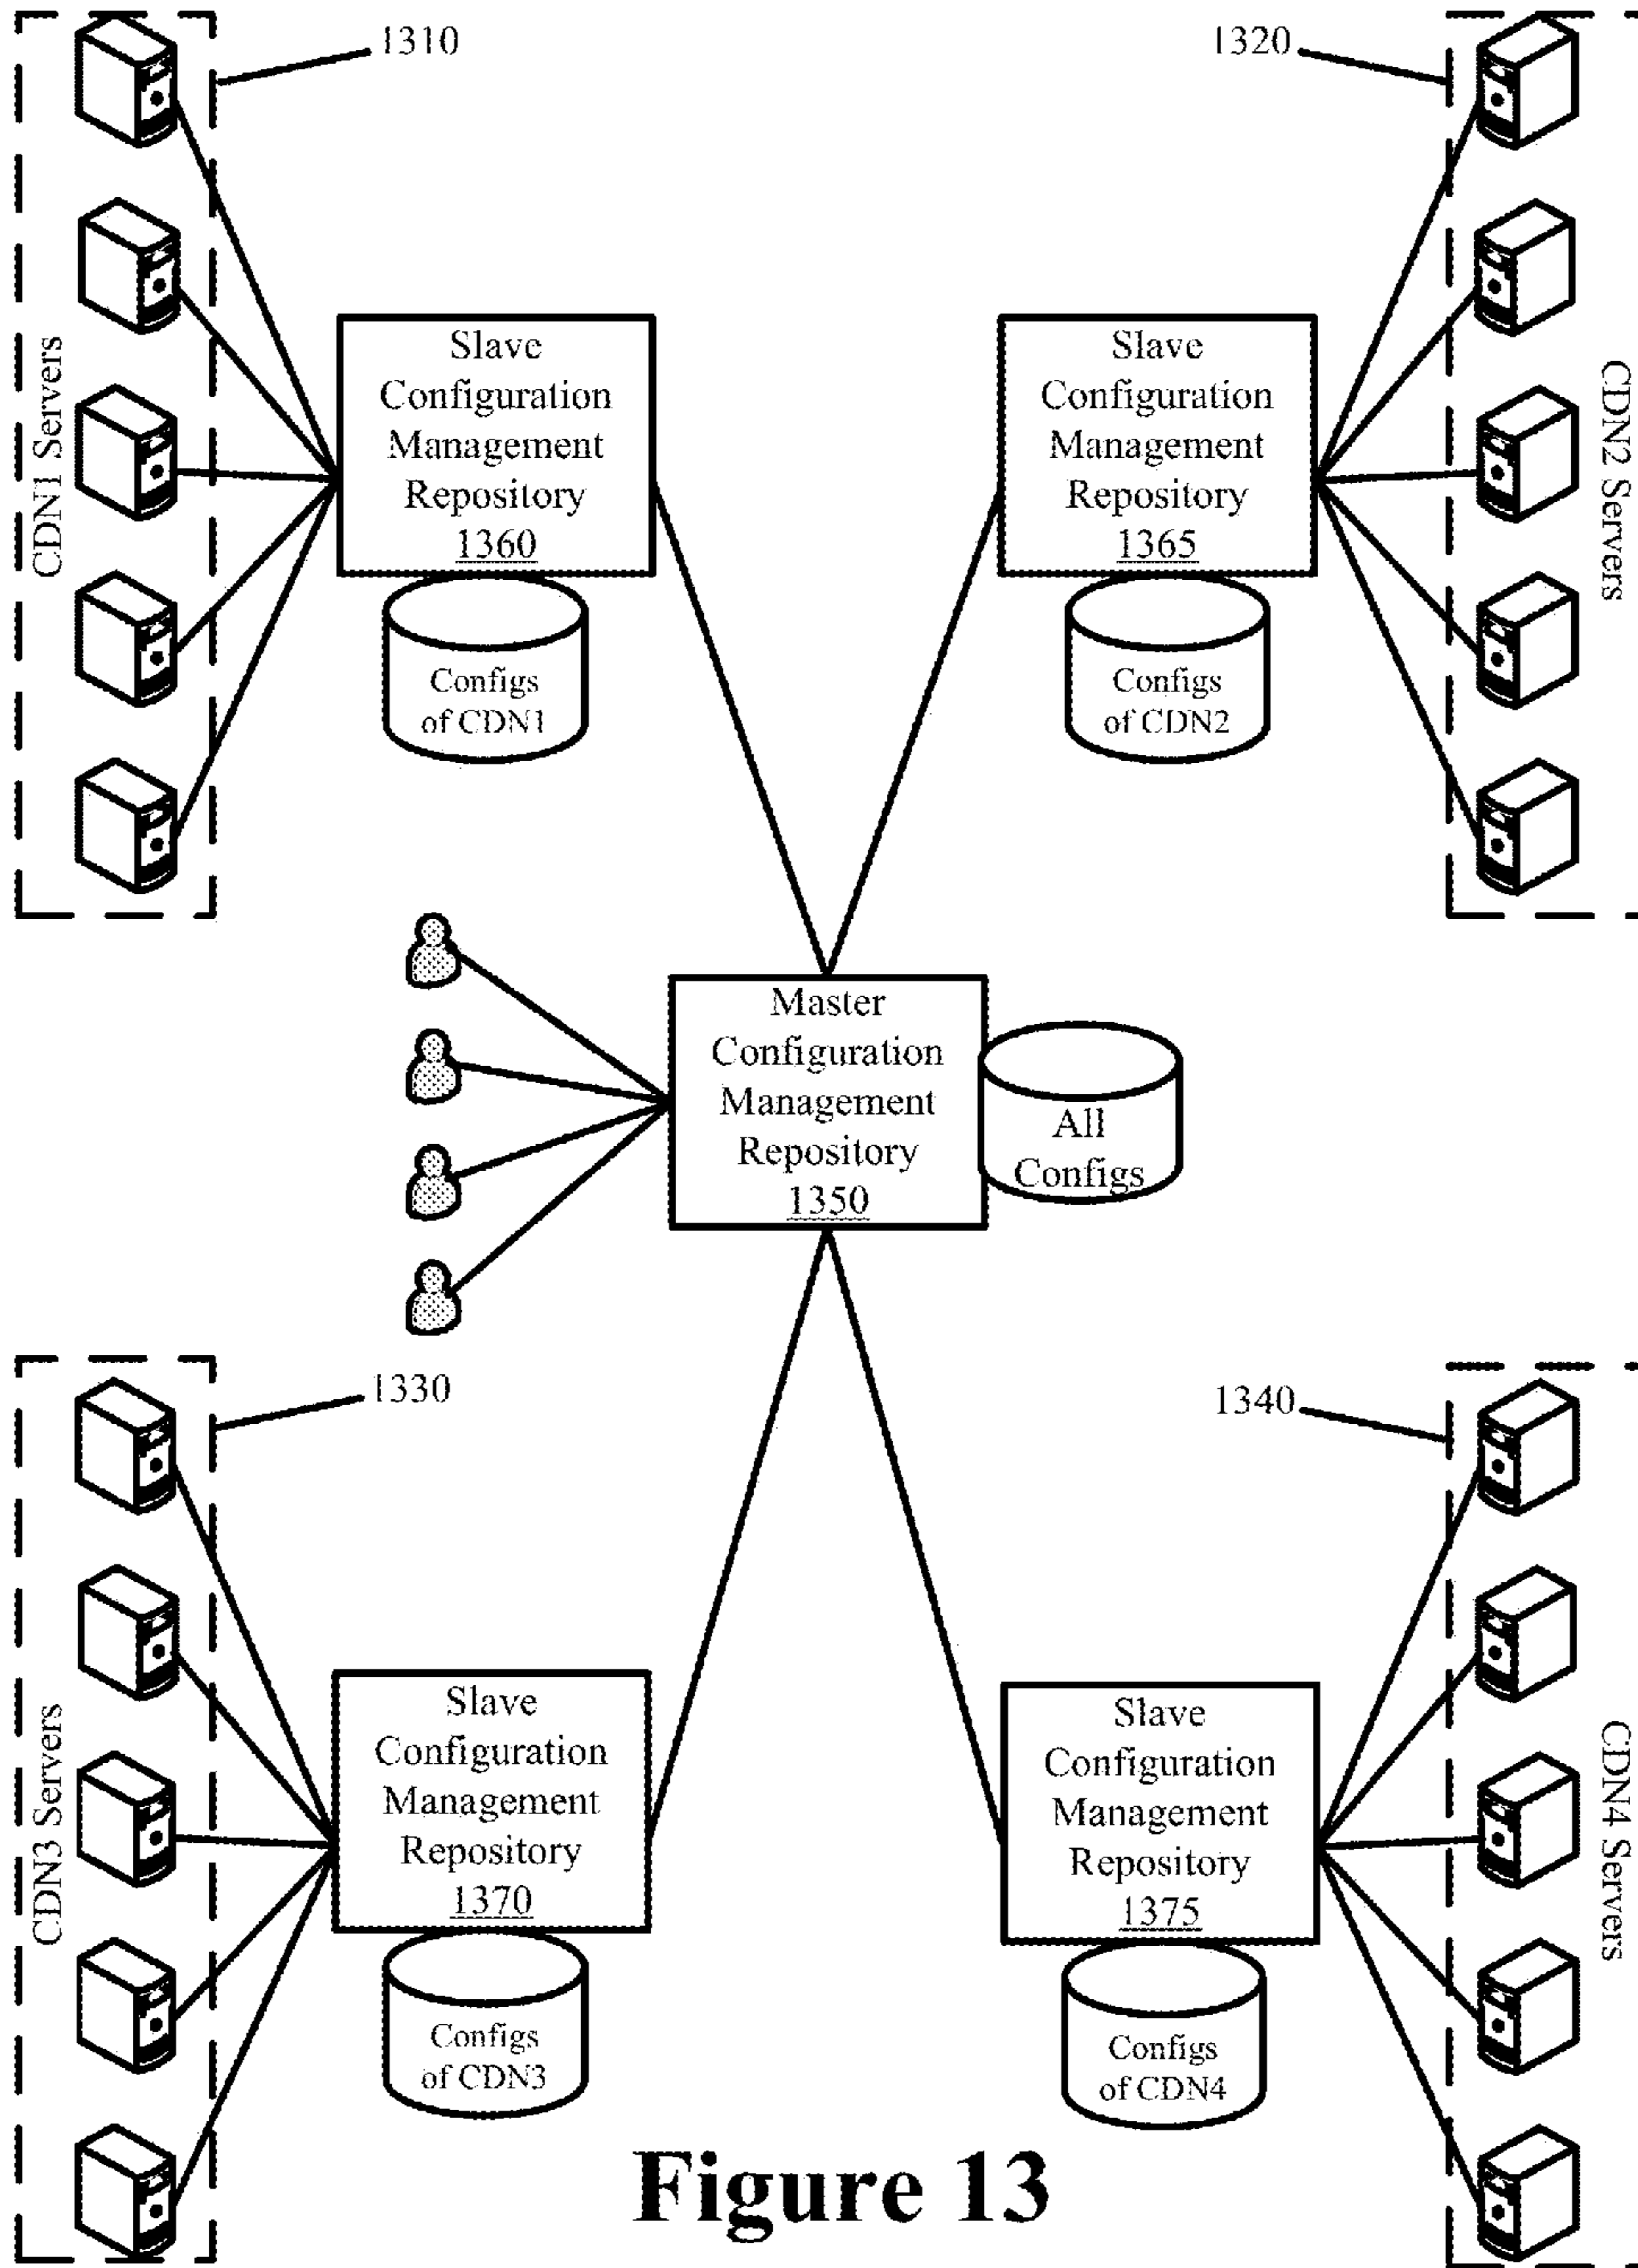 1310
1320
CDN1 Servers
Slave
Configuration
Management
Repository
1360
Configs
of CDN1
Slave
Configuration
Management
Repository
1365
Configs
of CDN2
CDN2 Servers
Master
Configuration
Management
Repository
1350
All
Configs
1330
1340
CDN3 Servers
Slave
Configuration
Management
Repository
1370
Configs
of CDN3
Slave
Configuration
Management
Repository
1375
Configs
of CDN4
CDN4 Servers
Figure 13